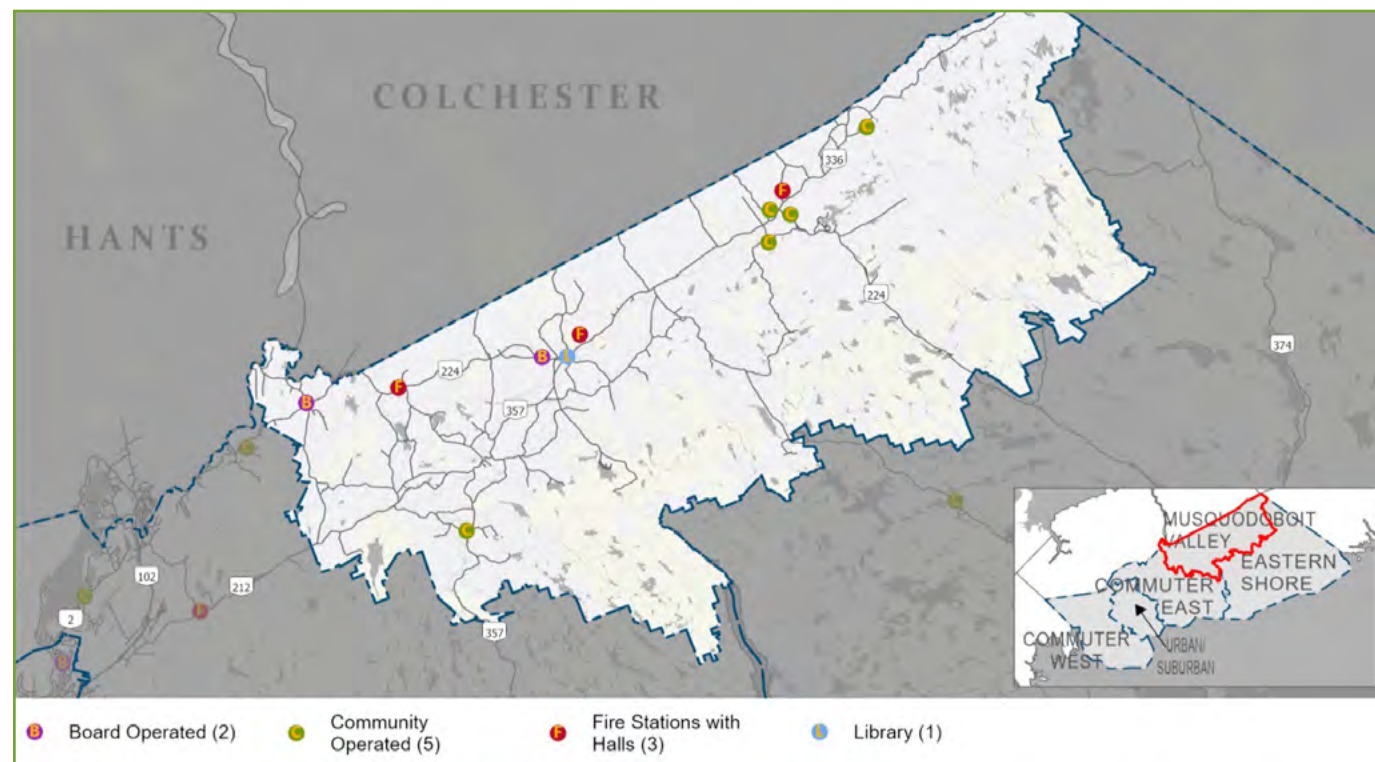 COLCHESTER
HANTS
336
F
C
C
C
C
224
374
F
B
L
F
224
B
357
C
C
C
102
212
2
F
357
B
MUSQUODOBOIT
VALLEY
EASTERN
SHORE
COMMUTER
EAST
COMMUTER
WEST
URBAN/
SUBURBAN
B Board Operated (2)
C Community
Operated (5)
F Fire Stations with
Halls (3)
L Library (1)